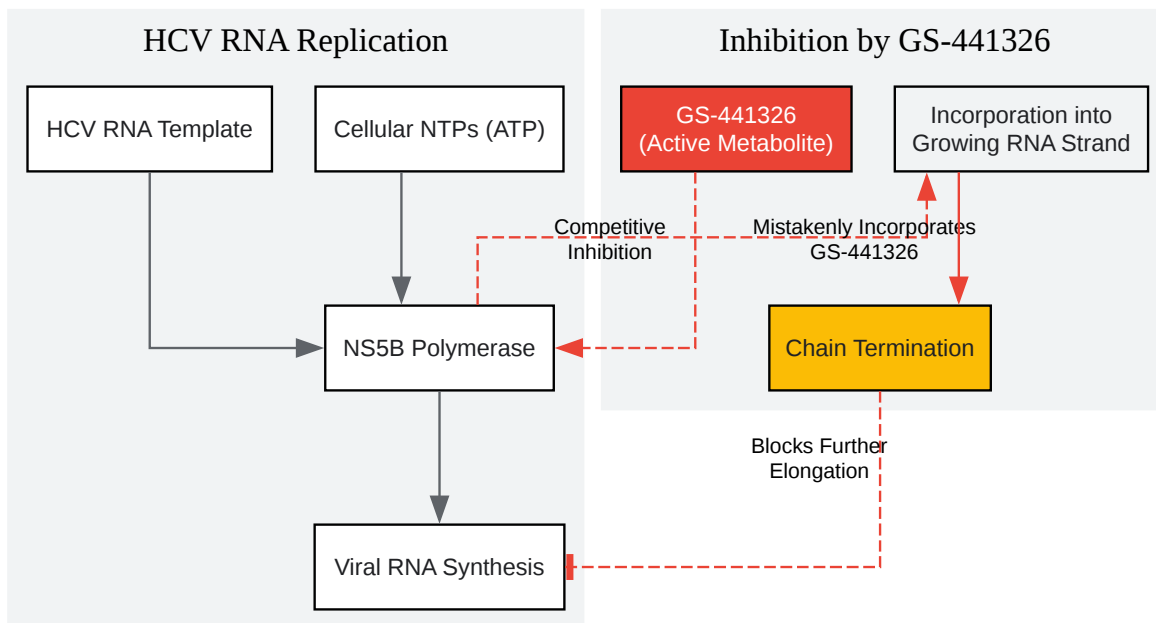 HCV RNA Replication
Inhibition by GS-441326
HCV RNA Template
Cellular NTPs (ATP)
GS-441326
(Active Metabolite)
Incorporation into
Growing RNA Strand
Competitive
Inhibition
Mistakenly Incorporates
GS-441326
NS5B Polymerase
Chain Termination
Blocks Further
Elongation
Viral RNA Synthesis